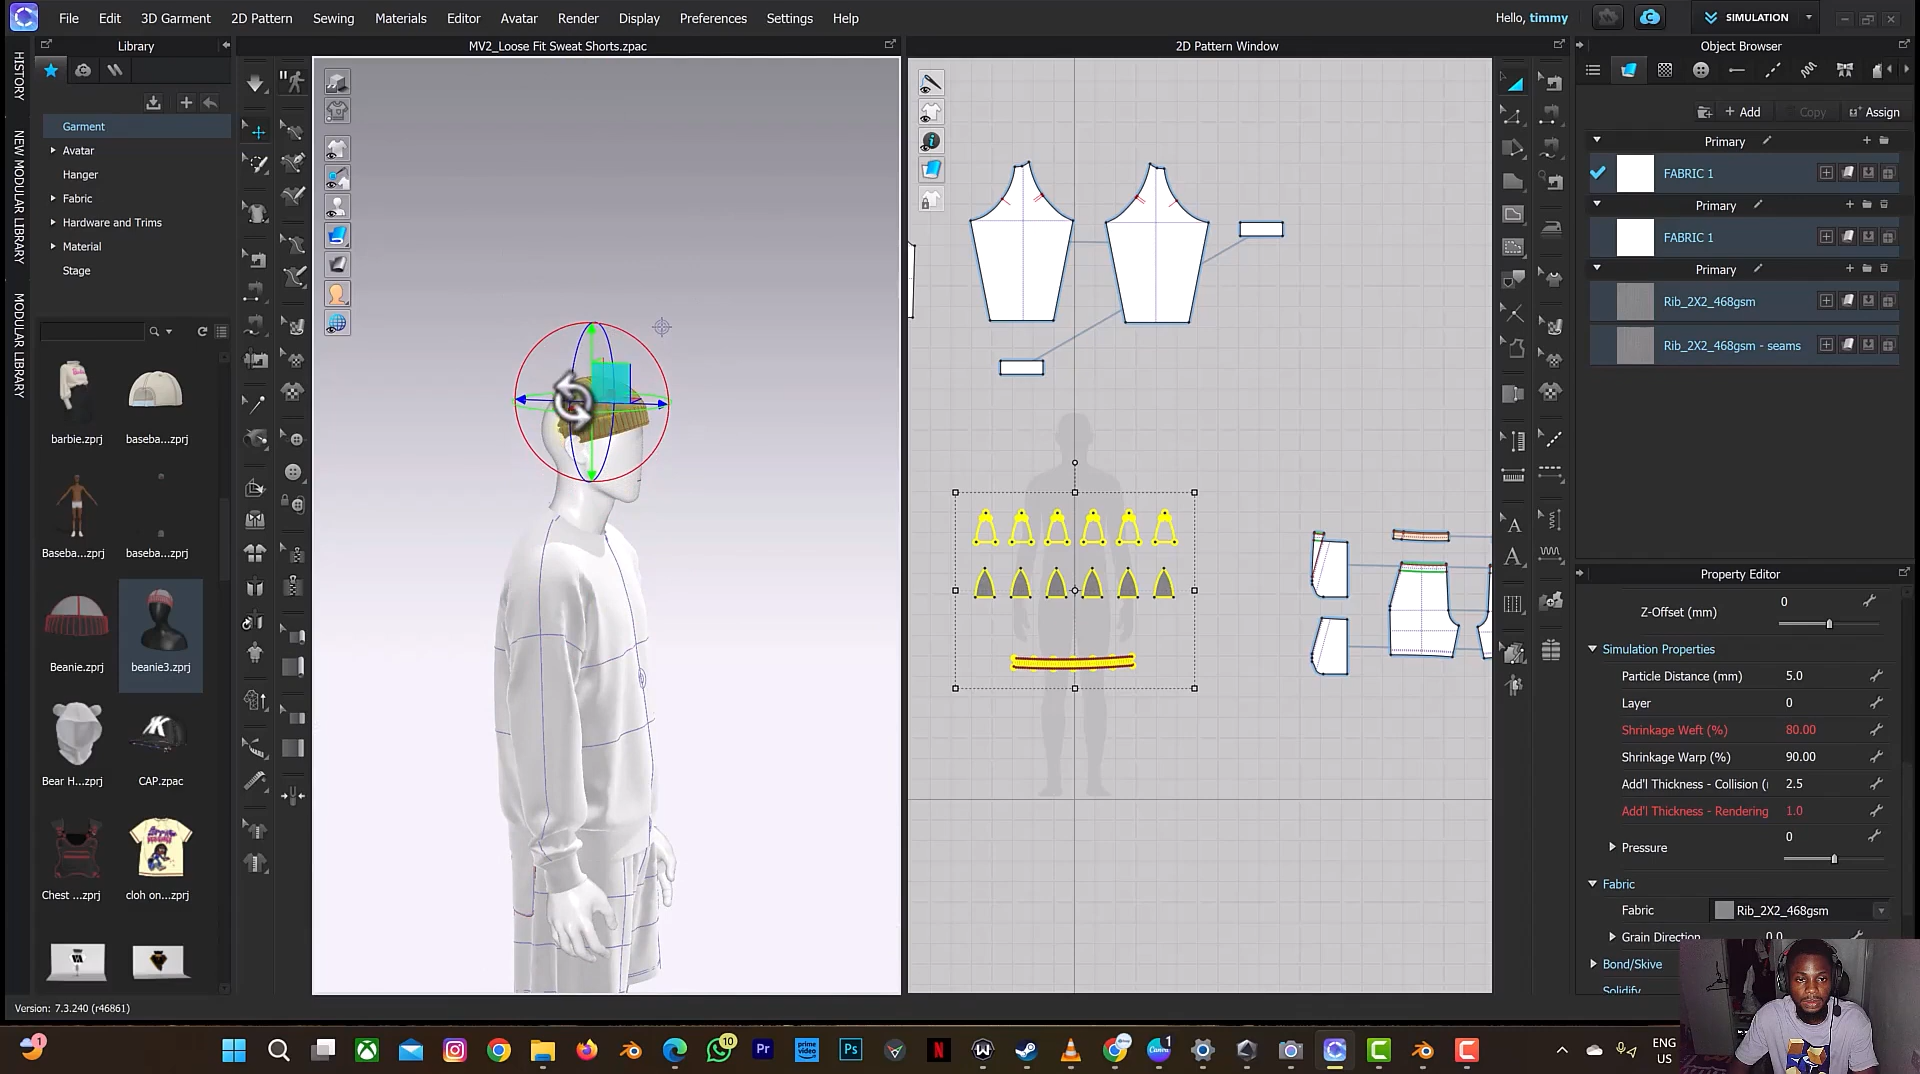 File Edit 3D Garment 2D Pattern Sewing Materials Editor Avatar Render Display Preferences Settings Help
Hello, timmy
SIMULATION
Library
MV2_Loose Fit Sweat Shorts.zpac
2D Pattern Window
Object Browser
HISTORY
NEW MODULAR LIBRARY
MODULAR LIBRARY
Garment
Avatar
Hanger
Fabric
Hardware and Trims
Material
Stage
barbie.zprj
baseba...zprj
Baseba...zprj
baseba...zprj
Beanie.zprj
beanie3.zprj
Bear H...zprj
CAP.zpac
Chest ...zprj
cloh on...zprj
Version: 7.3.240 (r46861)
+ Add
Copy
Assign
Primary
FABRIC 1
Primary
FABRIC 1
Primary
Rib_2X2_468gsm
Rib_2X2_468gsm - seams
Property Editor
Z-Offset (mm) 0
Simulation Properties
Particle Distance (mm) 5.0
Layer 0
Shrinkage Weft (%) 80.00
Shrinkage Warp (%) 90.00
Add'l Thickness - Collision (ı 2.5
Add'l Thickness - Rendering 1.0
Pressure 0
Fabric
Fabric Rib_2X2_468gsm
Grain Direction 0.0
Bond/Skive
Solidify
ENG
US